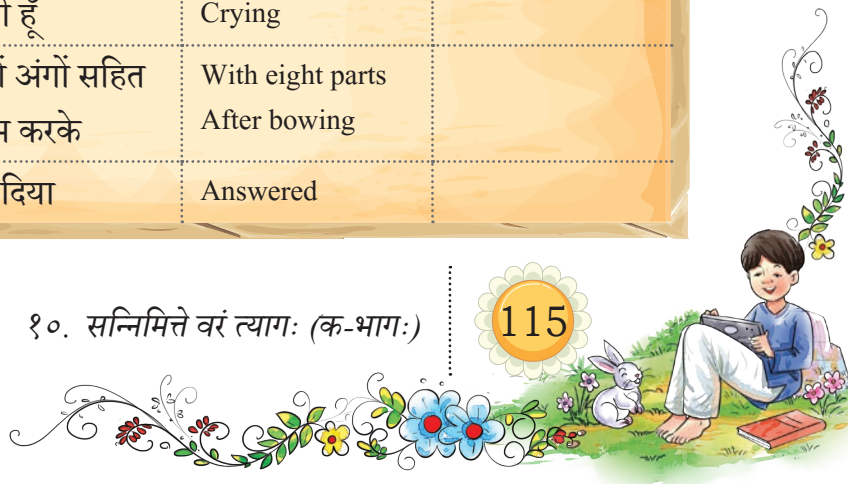 हूँ Crying
अंगों सहित With eight parts
करके After bowing
दिया Answered
१०. सन्निमित्ते वरं त्यागः (क-भागः) 115